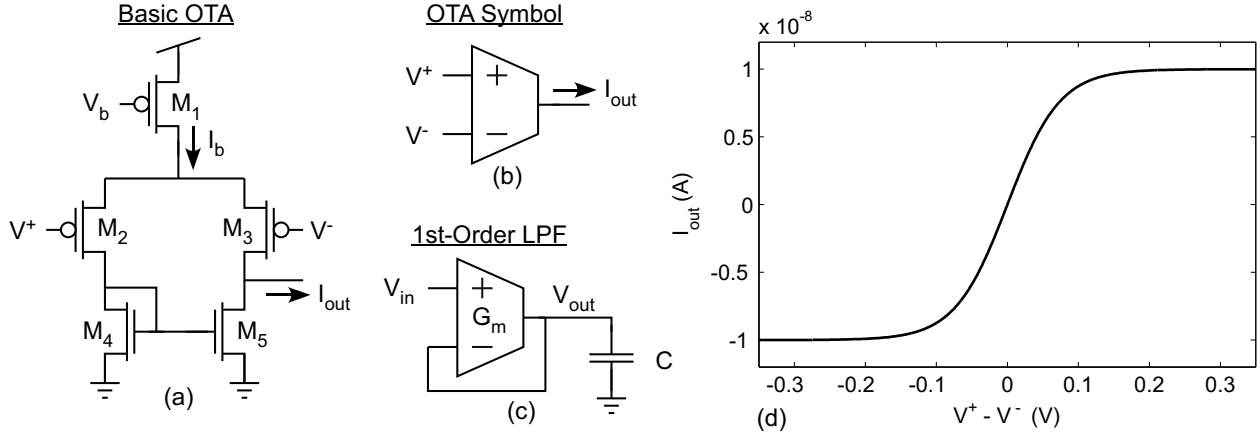 Basic OTA
V_b
M_1
I_b
V^+
M_2
M_3
V^-
I_out
M_4
M_5
(a)
OTA Symbol
V^+
+
V^-
−
I_out
(b)
1st-Order LPF
V_in
+
G_m
−
V_out
C
(c)
x 10^-8
1
0.5
0
-0.5
-1
I_out (A)
-0.3 -0.2 -0.1 0 0.1 0.2 0.3
V^+ - V^- (V)
(d)